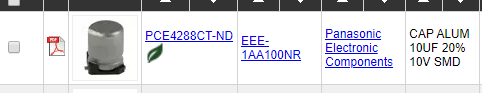 PCE4288CT-ND
EEE-
1AA100NR
Panasonic
Electronic
Components
CAP ALUM
10UF 20%
10V SMD